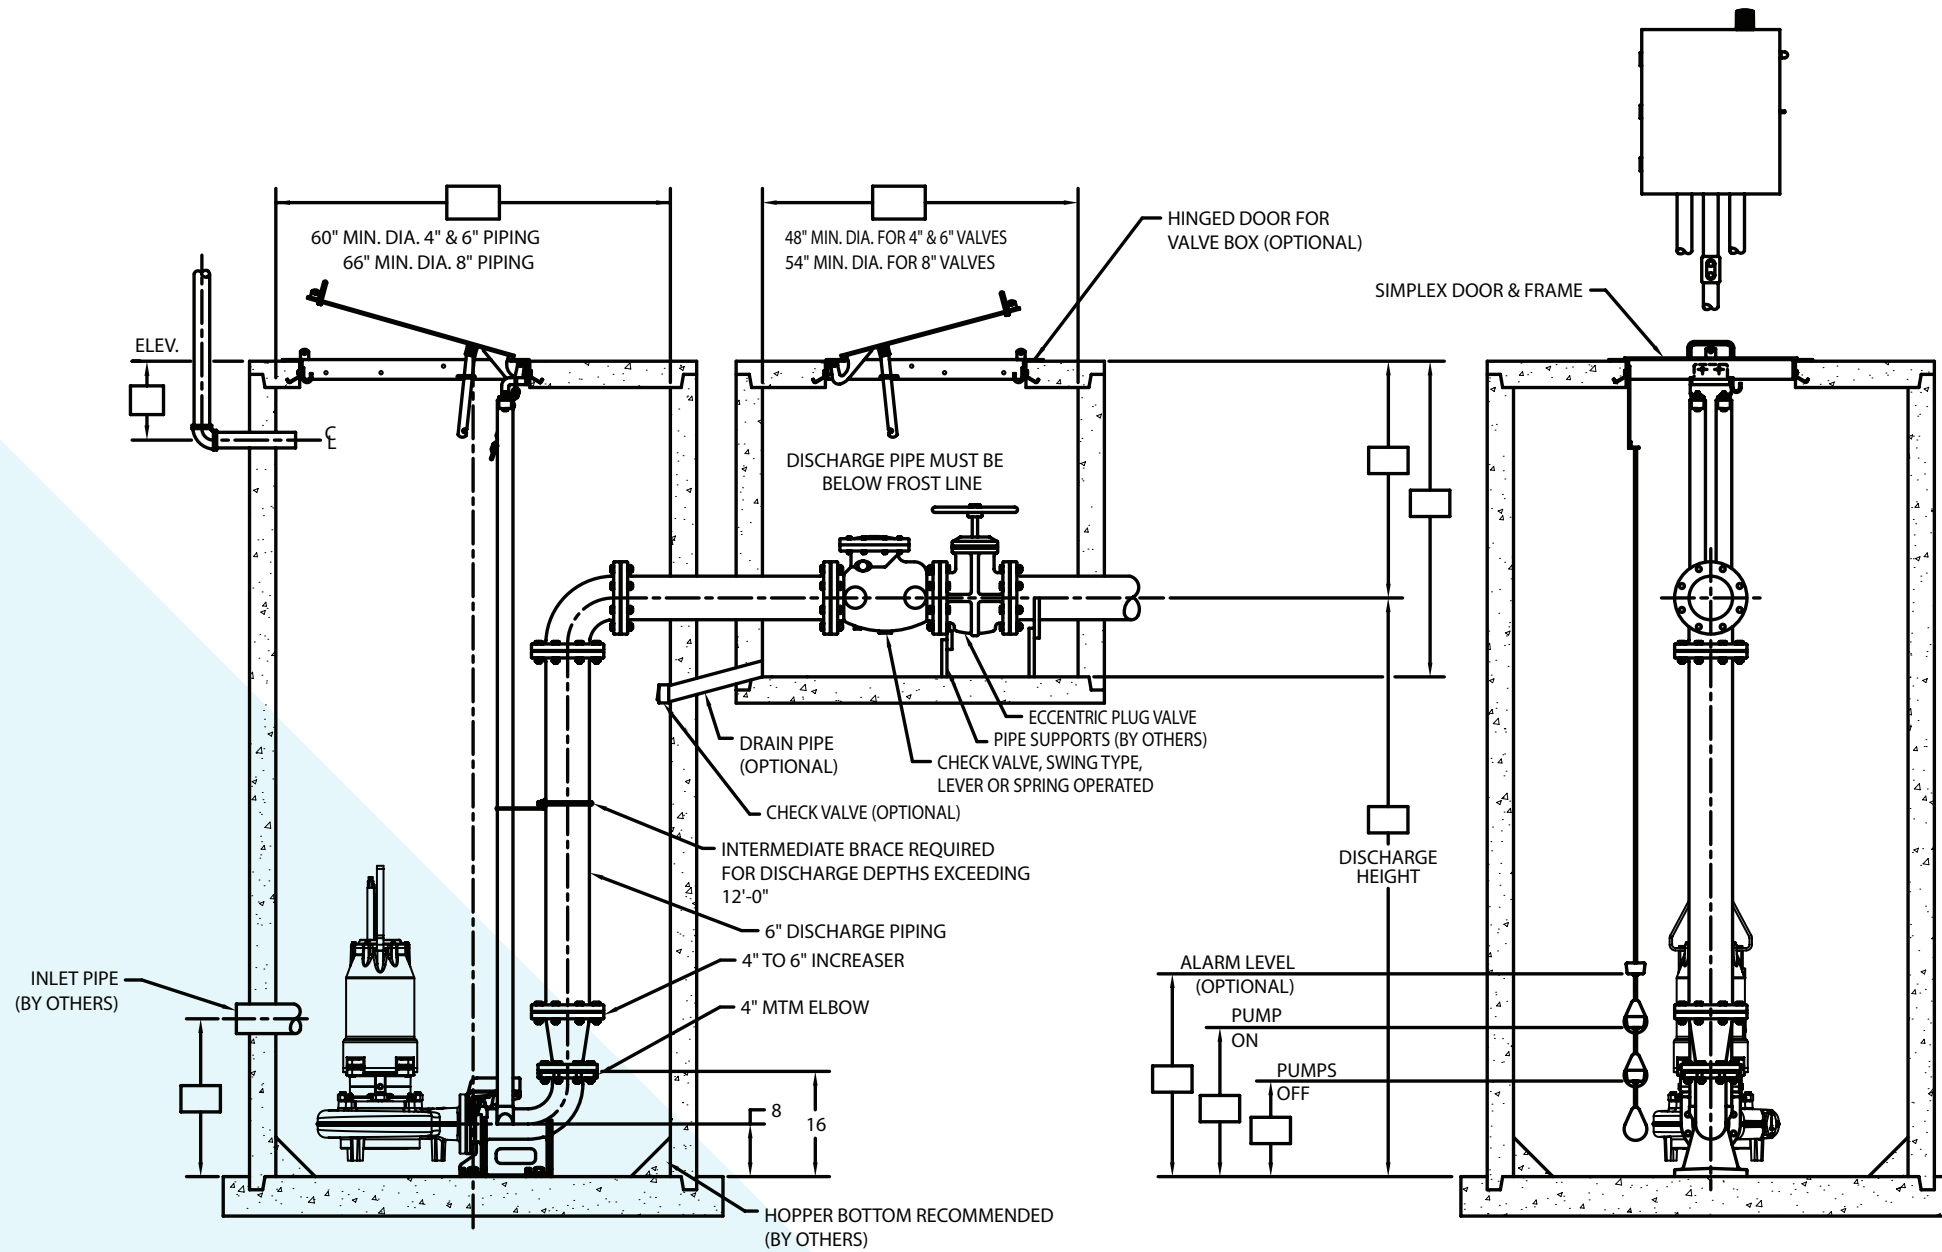 60" MIN. DIA. 4" & 6" PIPING
66" MIN. DIA. 8" PIPING
48" MIN. DIA. FOR 4" & 6" VALVES
54" MIN. DIA. FOR 8" VALVES
HINGED DOOR FOR
VALVE BOX (OPTIONAL)
SIMPLEX DOOR & FRAME
ELEV.
CL
DISCHARGE PIPE MUST BE
BELOW FROST LINE
ECCENTRIC PLUG VALVE
PIPE SUPPORTS (BY OTHERS)
CHECK VALVE, SWING TYPE,
LEVER OR SPRING OPERATED
DRAIN PIPE
(OPTIONAL)
CHECK VALVE (OPTIONAL)
INTERMEDIATE BRACE REQUIRED
FOR DISCHARGE DEPTHS EXCEEDING
12'-0"
6" DISCHARGE PIPING
4" TO 6" INCREASER
4" MTM ELBOW
INLET PIPE
(BY OTHERS)
8
16
HOPPER BOTTOM RECOMMENDED
(BY OTHERS)
DISCHARGE
HEIGHT
ALARM LEVEL
(OPTIONAL)
PUMP
ON
PUMPS
OFF